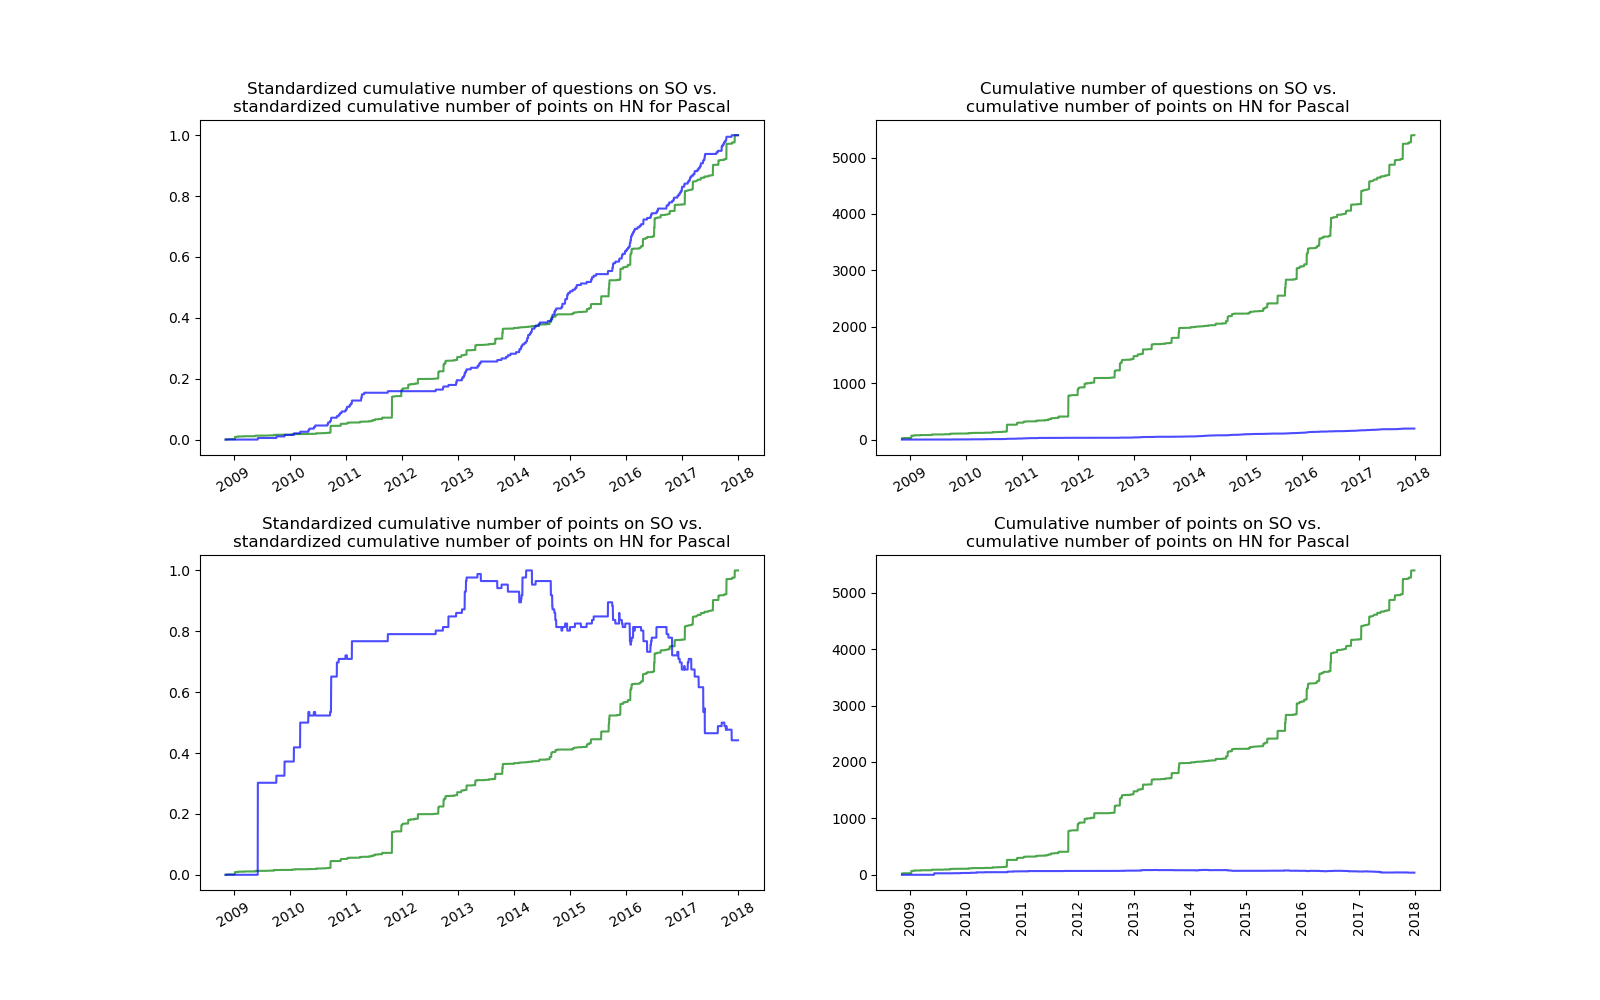 Standardized cumulative number of questions on SO vs.
standardized cumulative number of points on HN for Pascal
1.0
0.8
0.6
0.4
0.2
0.0
2009 2010 2011 2012 2013 2014 2015 2016 2017 2018
Cumulative number of questions on SO vs.
cumulative number of points on HN for Pascal
5000
4000
3000
2000
1000
0
2009 2010 2011 2012 2013 2014 2015 2016 2017 2018
Standardized cumulative number of points on SO vs.
standardized cumulative number of points on HN for Pascal
1.0
0.8
0.6
0.4
0.2
0.0
2009 2010 2011 2012 2013 2014 2015 2016 2017 2018
Cumulative number of points on SO vs.
cumulative number of points on HN for Pascal
5000
4000
3000
2000
1000
0
2009 2010 2011 2012 2013 2014 2015 2016 2017 2018